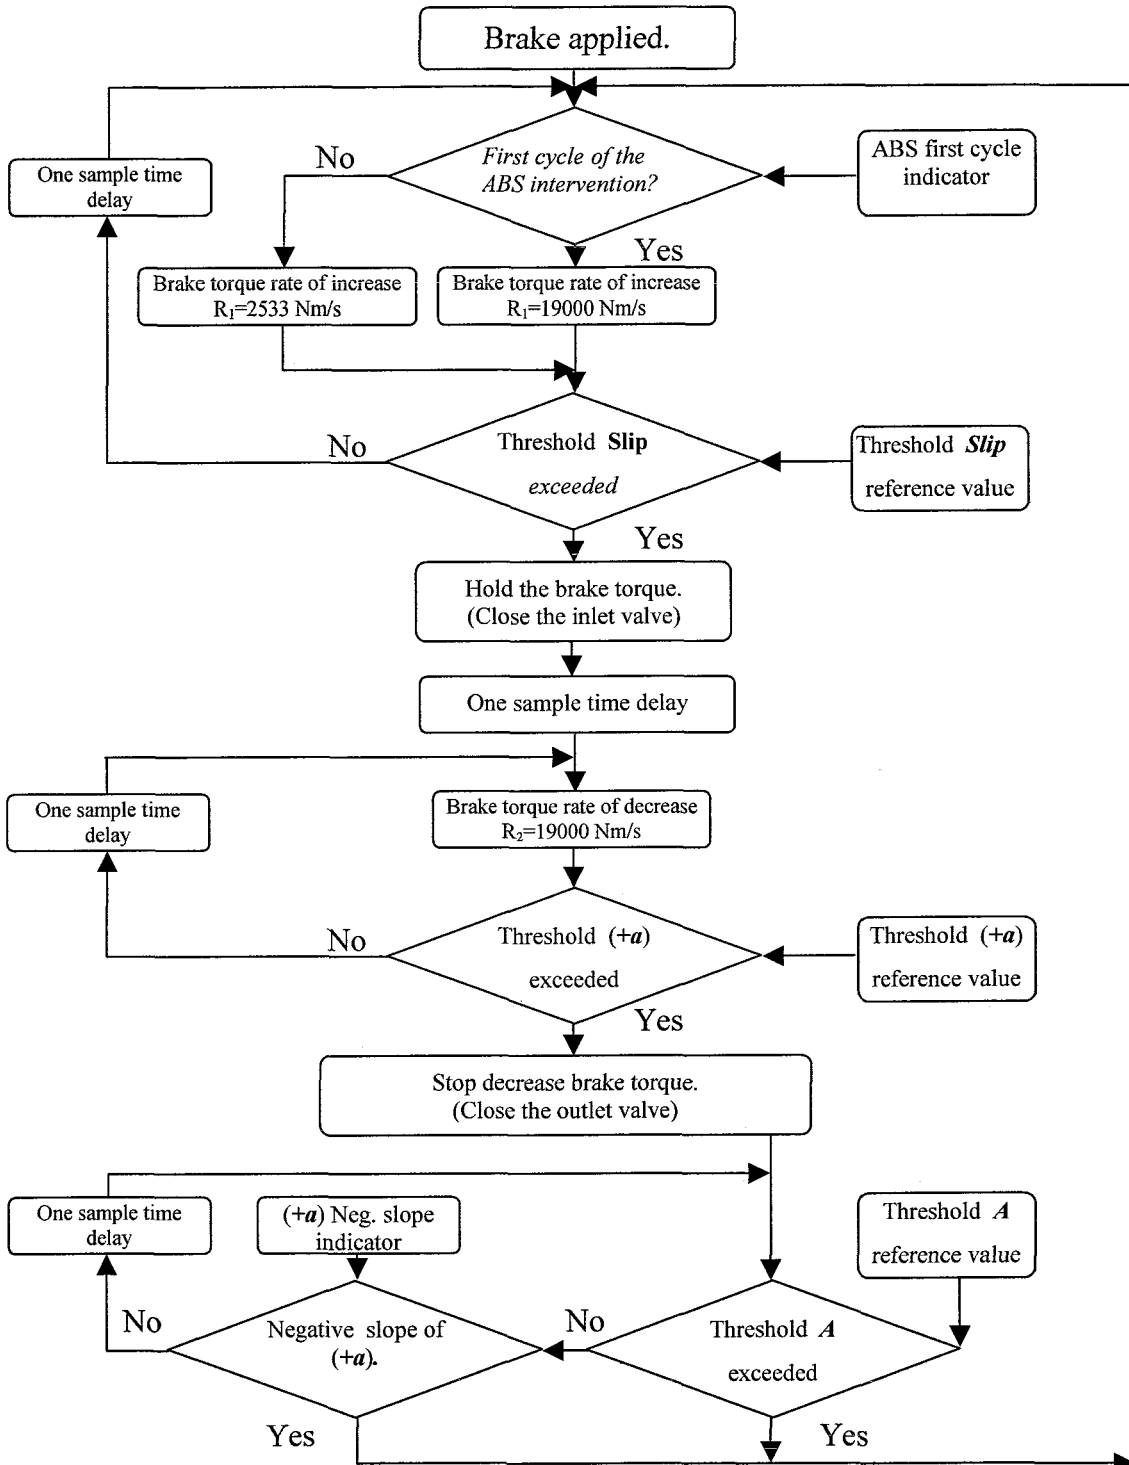 Brake applied.
First cycle of the
ABS intervention?
No
ABS first cycle
indicator
One sample time
delay
Yes
Brake torque rate of increase
R₁=2533 Nm/s
Brake torque rate of increase
R₁=19000 Nm/s
Threshold Slip
exceeded
No
Threshold Slip
reference value
Yes
Hold the brake torque.
(Close the inlet valve)
One sample time delay
One sample time
delay
Brake torque rate of decrease
R₂=19000 Nm/s
Threshold (+a)
exceeded
No
Threshold (+a)
reference value
Yes
Stop decrease brake torque.
(Close the outlet valve)
One sample time
delay
(+a) Neg. slope
indicator
Threshold A
reference value
No
Negative slope of
(+a).
No
Threshold A
exceeded
Yes
Yes